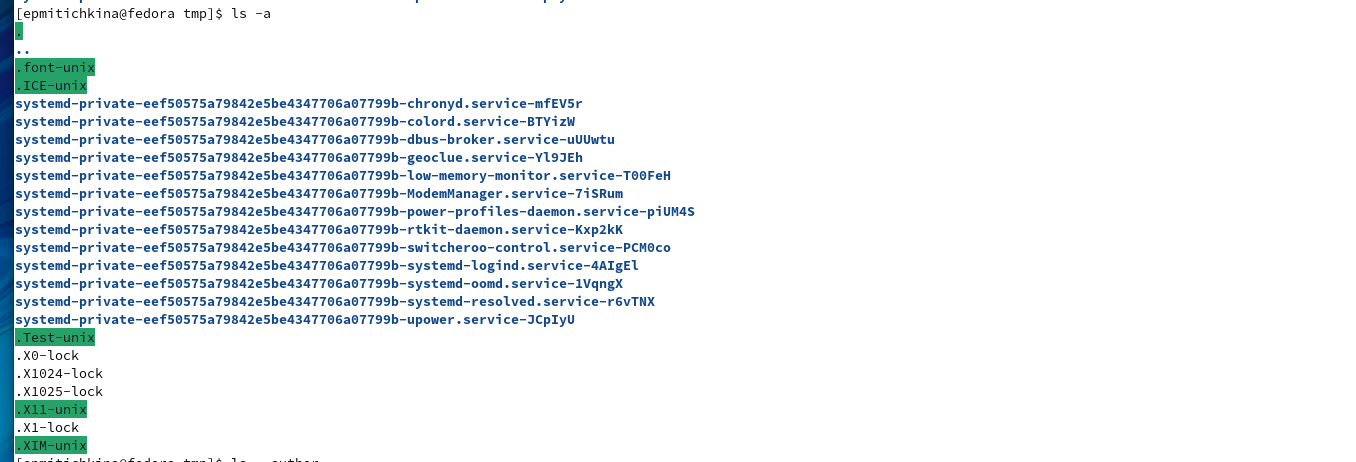 [epmitichkina@fedora tmp]$ ls -a
.
..
.font-unix
.ICE-unix
systemd-private-eef50575a79842e5be4347706a07799b-chronyd.service-mfEV5r
systemd-private-eef50575a79842e5be4347706a07799b-colord.service-BTYizW
systemd-private-eef50575a79842e5be4347706a07799b-dbus-broker.service-uUUwtu
systemd-private-eef50575a79842e5be4347706a07799b-geoclue.service-Yl9JEh
systemd-private-eef50575a79842e5be4347706a07799b-low-memory-monitor.service-T00FeH
systemd-private-eef50575a79842e5be4347706a07799b-ModemManager.service-7iSRum
systemd-private-eef50575a79842e5be4347706a07799b-power-profiles-daemon.service-piUM4S
systemd-private-eef50575a79842e5be4347706a07799b-rtkit-daemon.service-Kxp2kK
systemd-private-eef50575a79842e5be4347706a07799b-switcheroo-control.service-PCM0co
systemd-private-eef50575a79842e5be4347706a07799b-systemd-logind.service-4AIgEl
systemd-private-eef50575a79842e5be4347706a07799b-systemd-oomd.service-1VqngX
systemd-private-eef50575a79842e5be4347706a07799b-systemd-resolved.service-r6vTNX
systemd-private-eef50575a79842e5be4347706a07799b-upower.service-JCpIyU
.Test-unix
.X0-lock
.X1024-lock
.X1025-lock
.X11-unix
.X1-lock
.XIM-unix
[epmitichkina@fedora tmp]$ ls --author